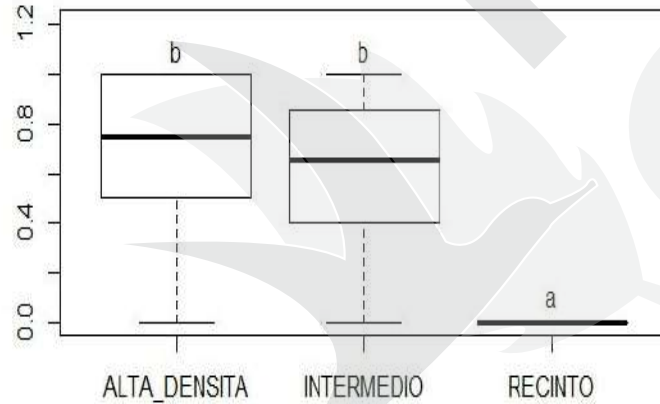 1.2
b b
0.8
0.4
a
0.0
ALTA_DENSITA INTERMEDIO RECINTO